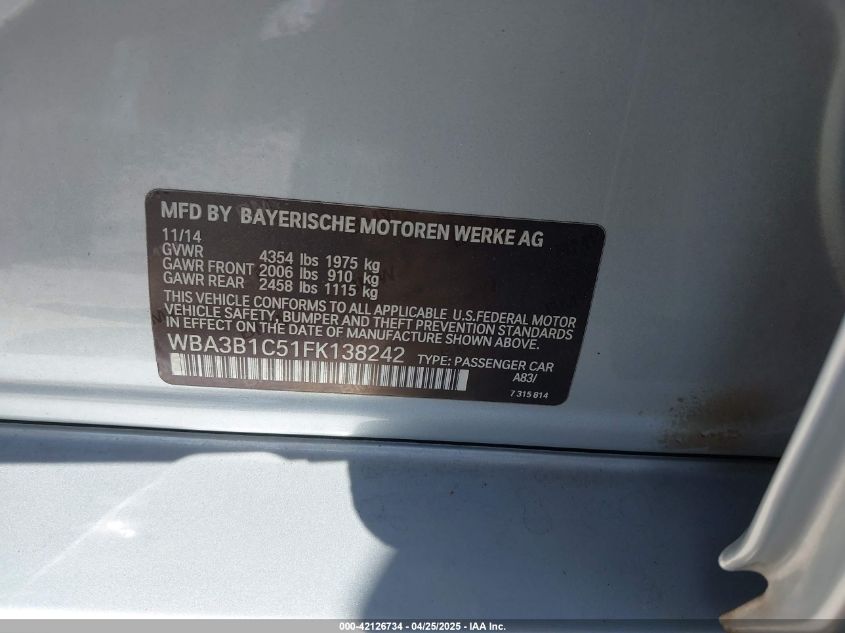 MFD BY BAYERISCHE MOTOREN WERKE AG
11/14
GVWR 4354 lbs 1975 kg
GAWR FRONT 2006 lbs 910 kg
GAWR REAR 2458 lbs 1115 kg
THIS VEHICLE CONFORMS TO ALL APPLICABLE U.S.FEDERAL MOTOR
VEHICLE SAFETY, BUMPER AND THEFT PREVENTION STANDARDS
IN EFFECT ON THE DATE OF MANUFACTURE SHOWN ABOVE.
WBA3B1C51FK138242 TYPE: PASSENGER CAR
A83/
7 315 814
000-42126734 - 04/25/2025 - IAA Inc.